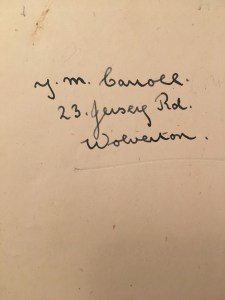 Y. M. Carroll.
23. Jersey Rd.
Wolverton.